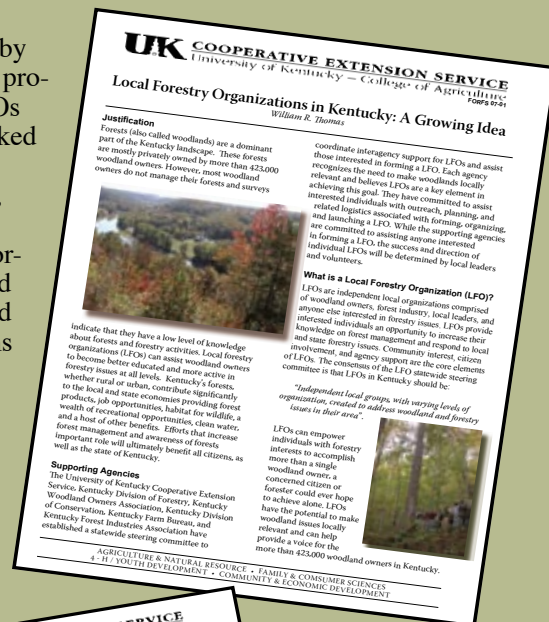 by
pro-
Os
ked
or-
d
d
ns
UK COOPERATIVE EXTENSION SERVICE
University of Kentucky – College of Agriculture
FORFS 07-01
Local Forestry Organizations in Kentucky: A Growing Idea
William R. Thomas
Justification
Forests (also called woodlands) are a dominant
part of the Kentucky landscape. These forests
are mostly privately owned by more than 423,000
woodland owners. However, most woodland
owners do not manage their forests and surveys
indicate that they have a low level of knowledge
about forests and forestry activities. Local forestry
organizations (LFOs) can assist woodland owners
to become better educated and more active in
forestry issues at all levels. Kentucky's forests,
whether rural or urban, contribute significantly
to the local and state economies providing forest
products, job opportunities, habitat for wildlife, a
wealth of recreational opportunities, clean water,
and a host of other benefits. Efforts that increase
forest management and awareness of forests
important role will ultimately benefit all citizens, as
well as the state of Kentucky.
Supporting Agencies
The University of Kentucky Cooperative Extension
Service, Kentucky Division of Forestry, Kentucky
Woodland Owners Association, Kentucky Division
of Conservation, Kentucky Farm Bureau, and
Kentucky Forest Industries Association have
established a statewide steering committee to
coordinate interagency support for LFOs and assist
those interested in forming a LFO. Each agency
recognizes the need to make woodlands locally
relevant and believes LFOs are a key element in
achieving this goal. They have committed to assist
interested individuals with outreach, planning, and
related logistics associated with forming, organizing,
and launching a LFO. While the supporting agencies
are committed to assisting anyone interested
in forming a LFO, the success and direction of
individual LFOs will be determined by local leaders
and volunteers.
What is a Local Forestry Organization (LFO)?
LFOs are independent local organizations comprised
of woodland owners, forest industry, local leaders, and
anyone else interested in forestry issues. LFOs provide
interested individuals an opportunity to increase their
knowledge on forest management and respond to local
and state forestry issues. Community interest, citizen
involvement, and agency support are the core elements
of LFOs. The consensus of the LFO statewide steering
committee is that LFOs in Kentucky should be:
"Independent local groups, with varying levels of
organization, created to address woodland and forestry
issues in their area".
LFOs can empower
individuals with forestry
interests to accomplish
more than a single
woodland owner, a
concerned citizen or
forester could ever hope
to achieve alone. LFOs
have the potential to make
woodland issues locally
relevant and can help
provide a voice for the
more than 423,000 woodland owners in Kentucky.
AGRICULTURE & NATURAL RESOURCE • FAMILY & COMSUMER SCIENCES
4 - H / YOUTH DEVELOPMENT • COMMUNITY & ECONOMIC DEVELOPMENT
SERVICE